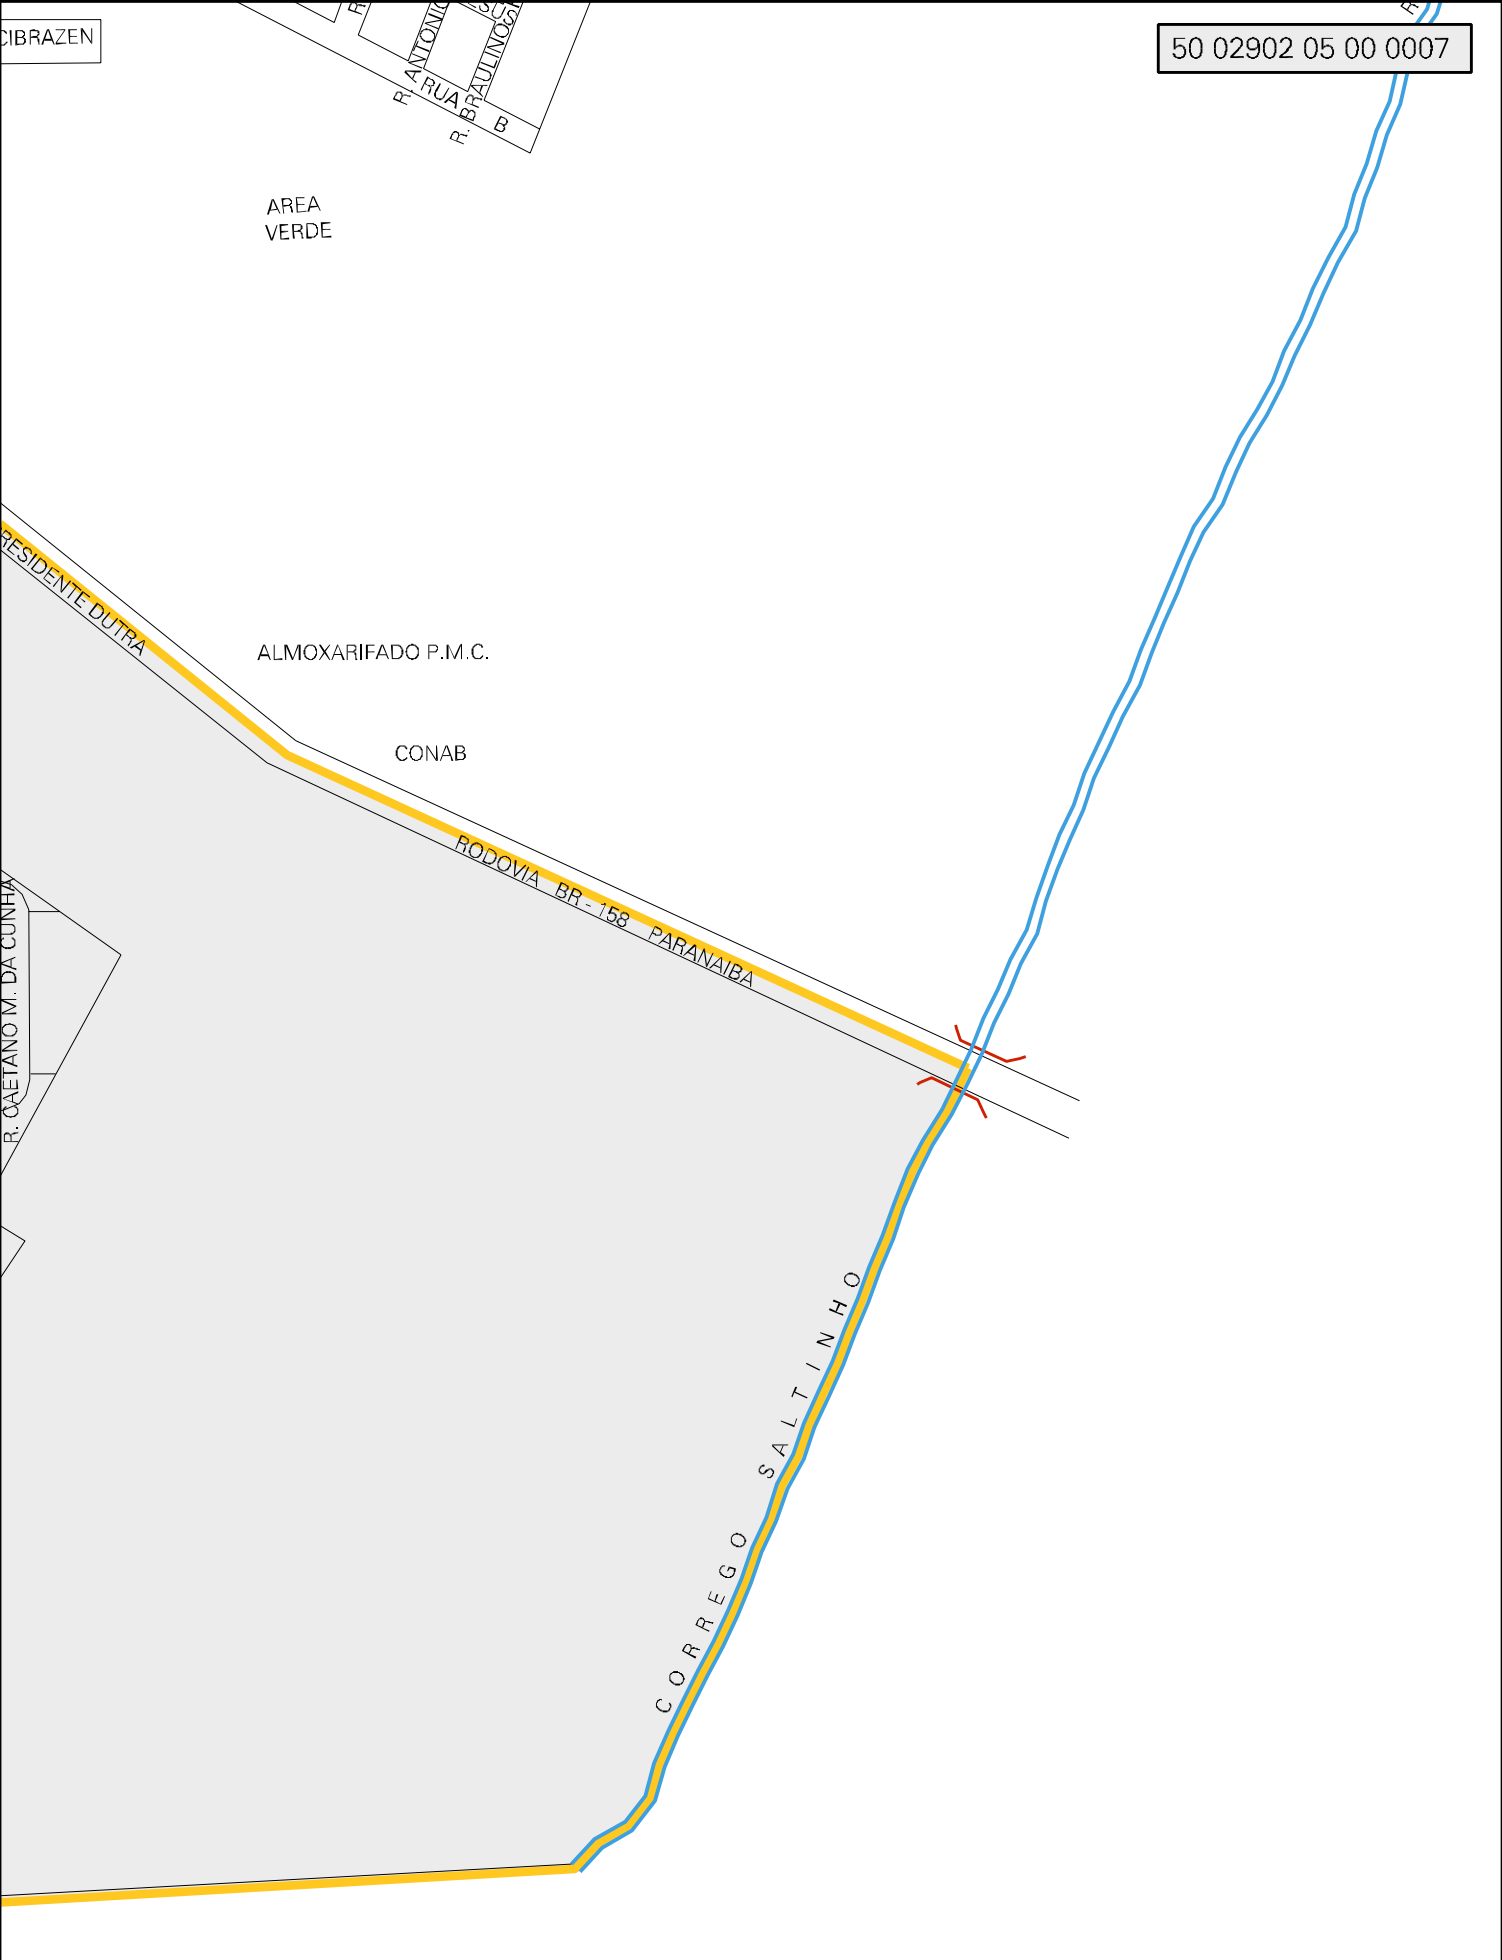 CIBRAZEN
50 02902 05 00 0007
R. ANTONIO
R. BRAULINO
RUA B
AREA
VERDE
RESIDENTE DUTRA
ALMOXARIFADO P.M.C.
CONAB
RODOVIA BR - 158 PARANAIBA
R. CAETANO M. DA CUNHA
CORREGO SALTINHO